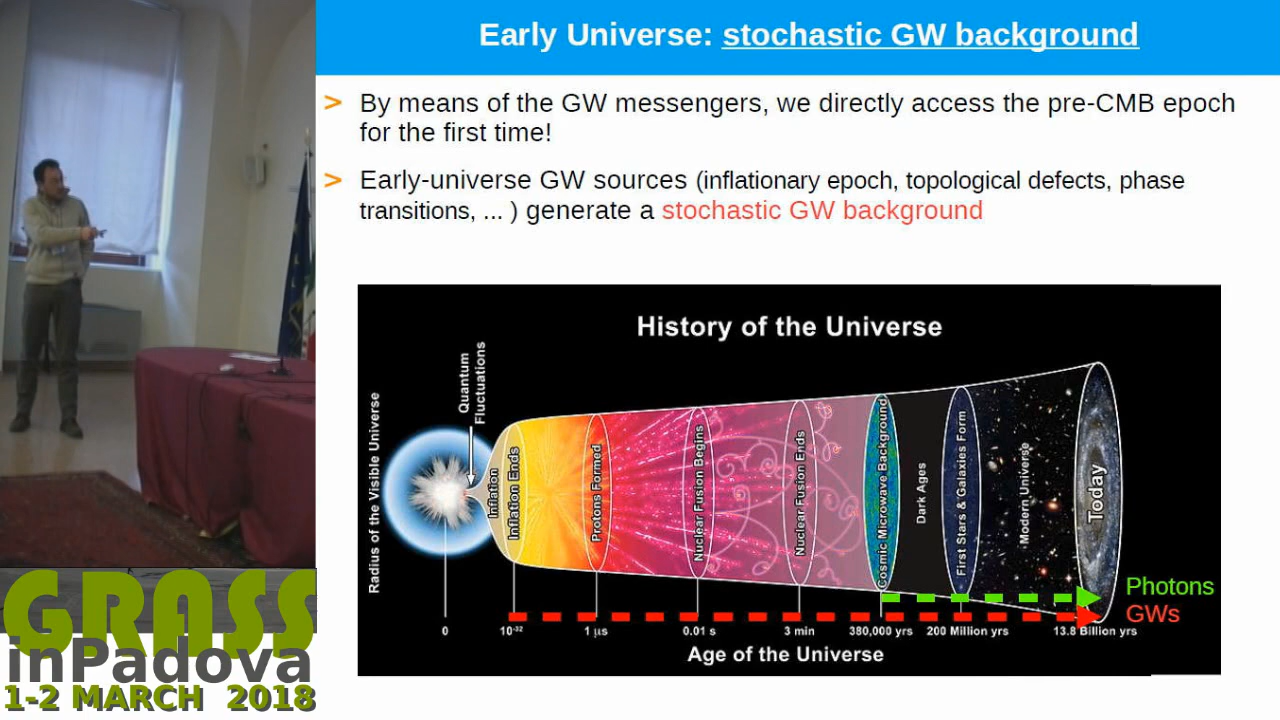 Early Universe: stochastic GW background
> By means of the GW messengers, we directly access the pre-CMB epoch
for the first time!
> Early-universe GW sources (inflationary epoch, topological defects, phase
transitions, ... ) generate a stochastic GW background
History of the Universe
Radius of the Visible Universe
Quantum
Fluctuations
Inflation
Inflation Ends
Protons Formed
Nuclear Fusion Begins
Nuclear Fusion Ends
Cosmic Microwave Background
Dark Ages
First Stars & Galaxies Form
Modern Universe
Today
Photons
GWs
0
10⁻³²
1 µs
0.01 s
3 min
380,000 yrs
200 Million yrs
13.8 Billion yrs
Age of the Universe
GRASS
inPadova
1-2 MARCH 2018